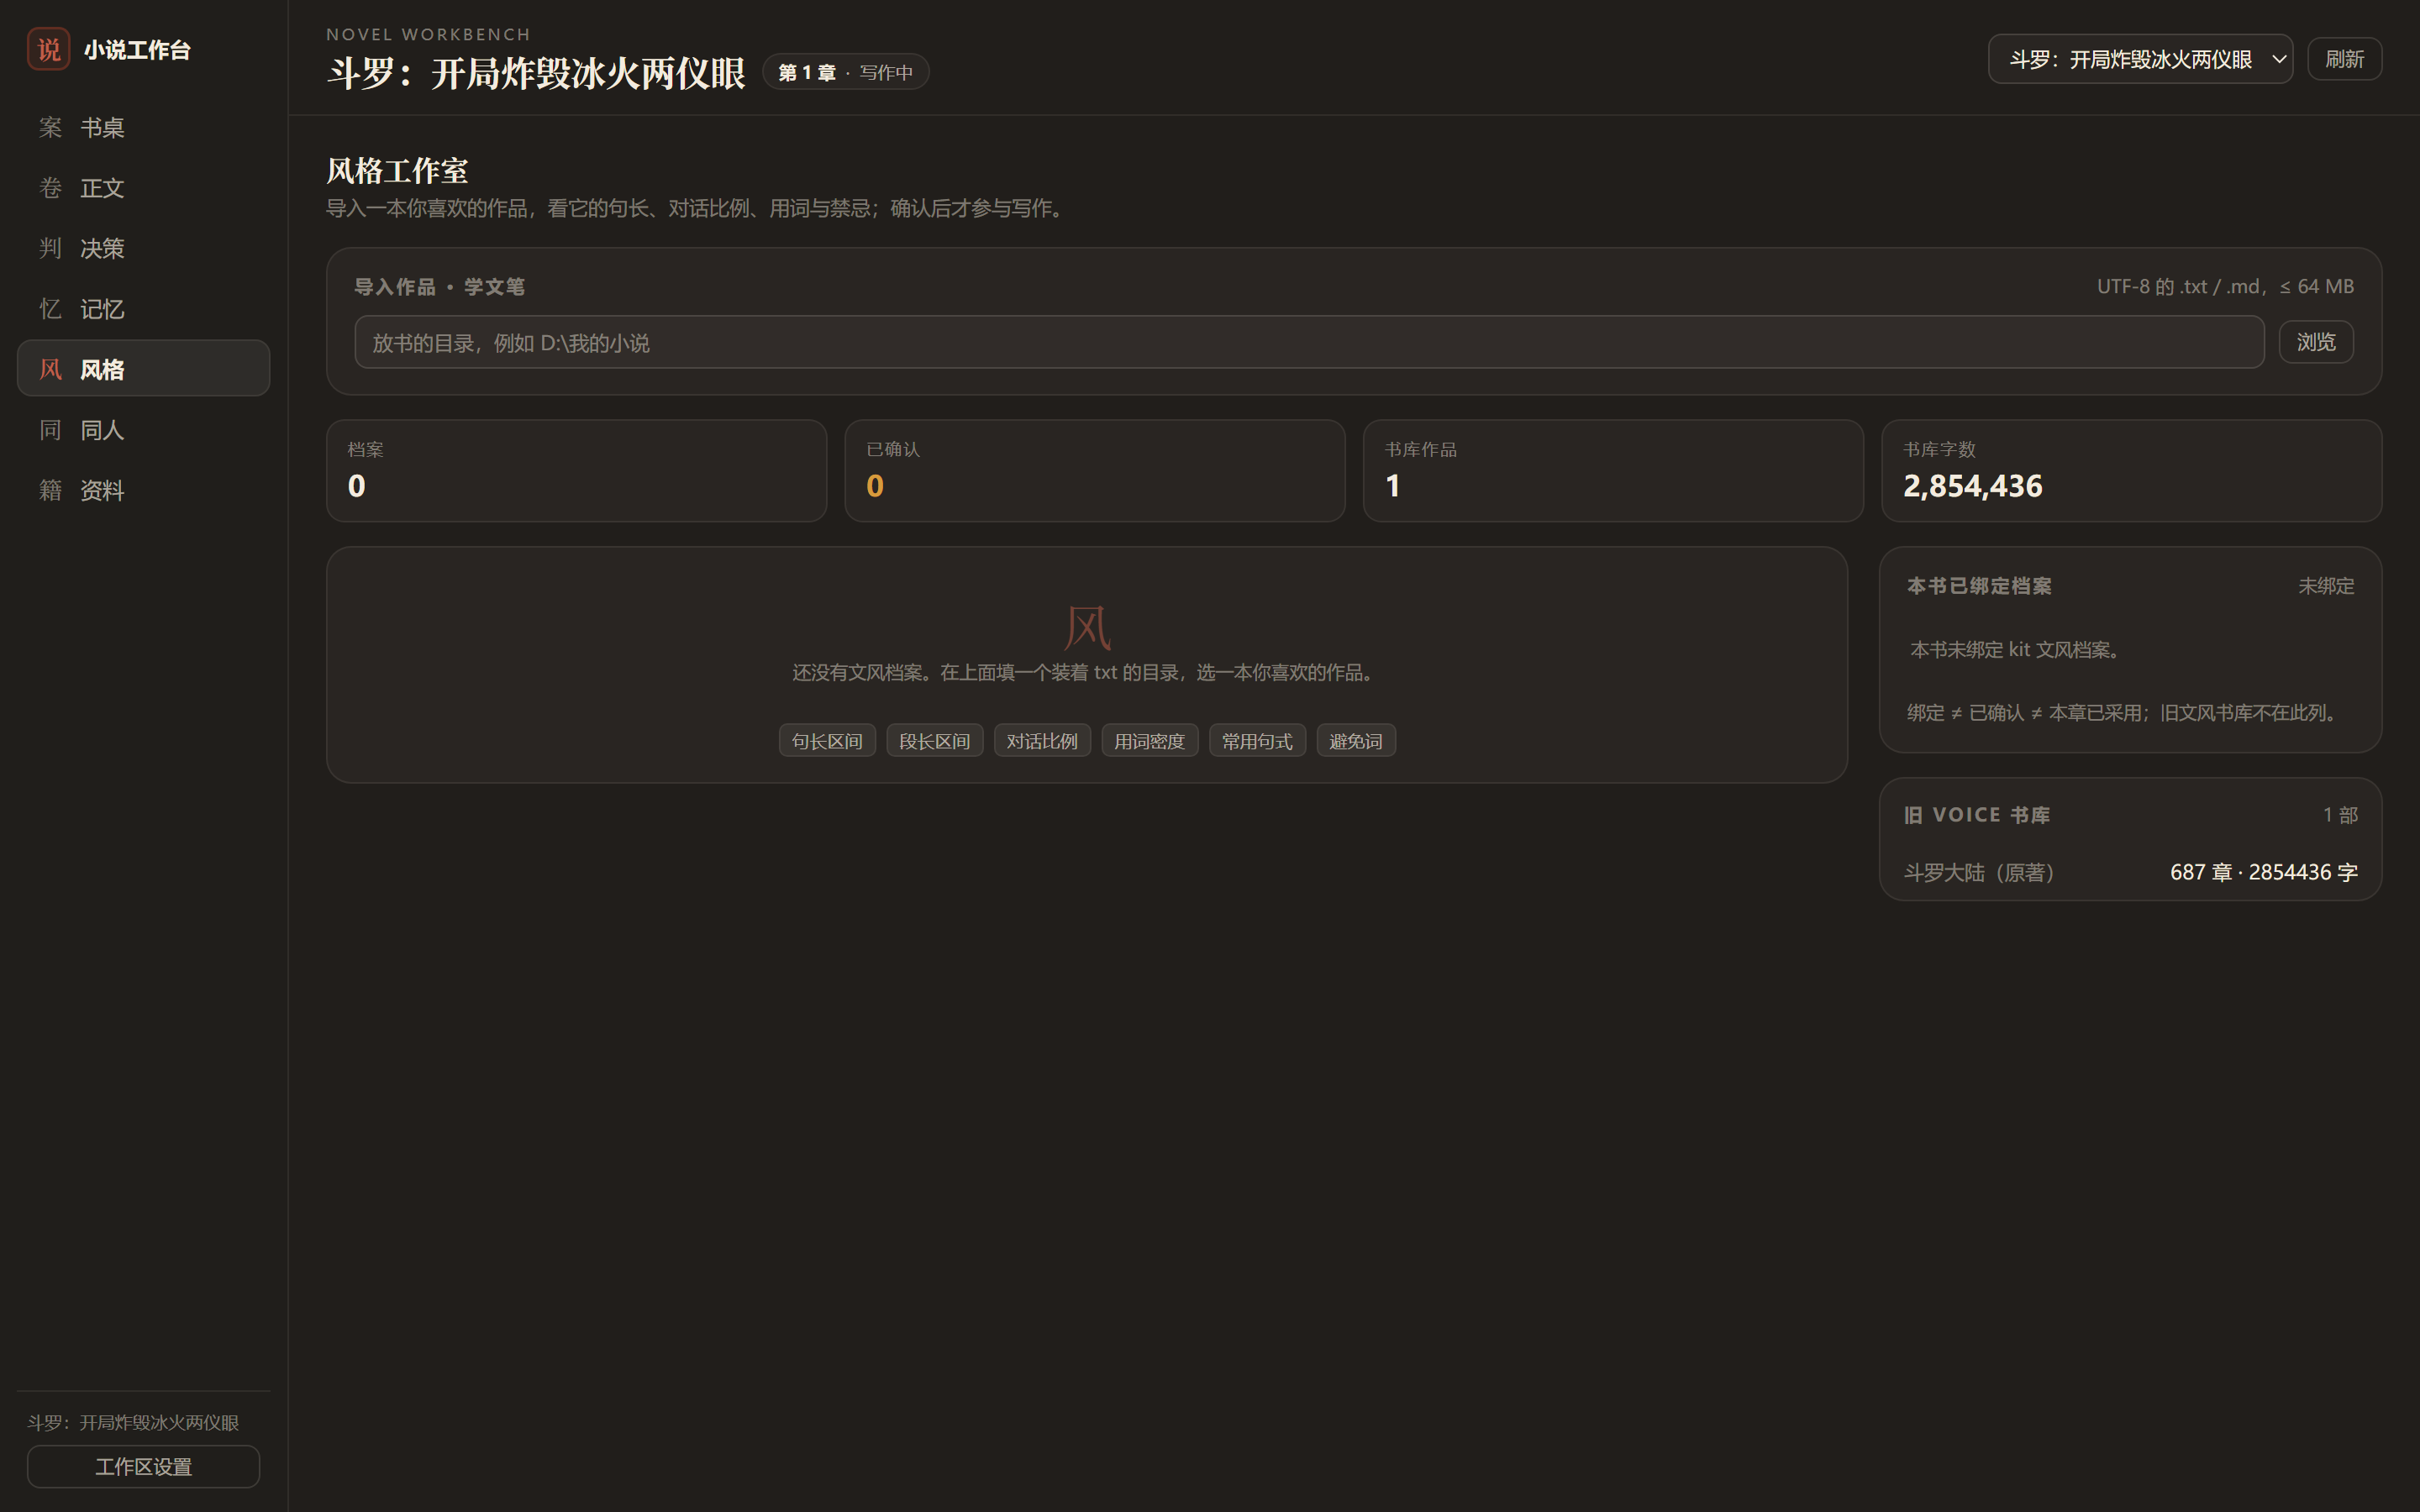 说 小说工作台
案 书桌
卷 正文
判 决策
忆 记忆
风 风格
同 同人
籍 资料
斗罗：开局炸毁冰火两仪眼
工作区设置
NOVEL WORKBENCH
斗罗：开局炸毁冰火两仪眼 第 1 章 · 写作中
斗罗：开局炸毁冰火两仪眼 刷新
风格工作室
导入一本你喜欢的作品，看它的句长、对话比例、用词与禁忌；确认后才参与写作。
导入作品 · 学文笔 UTF-8 的 .txt / .md，≤ 64 MB
放书的目录，例如 D:\我的小说 浏览
档案
0
已确认
0
书库作品
1
书库字数
2,854,436
风
还没有文风档案。在上面填一个装着 txt 的目录，选一本你喜欢的作品。
句长区间 段长区间 对话比例 用词密度 常用句式 避免词
本书已绑定档案 未绑定
本书未绑定 kit 文风档案。
绑定 ≠ 已确认 ≠ 本章已采用；旧文风书库不在此列。
旧 VOICE 书库 1 部
斗罗大陆（原著） 687 章 · 2854436 字